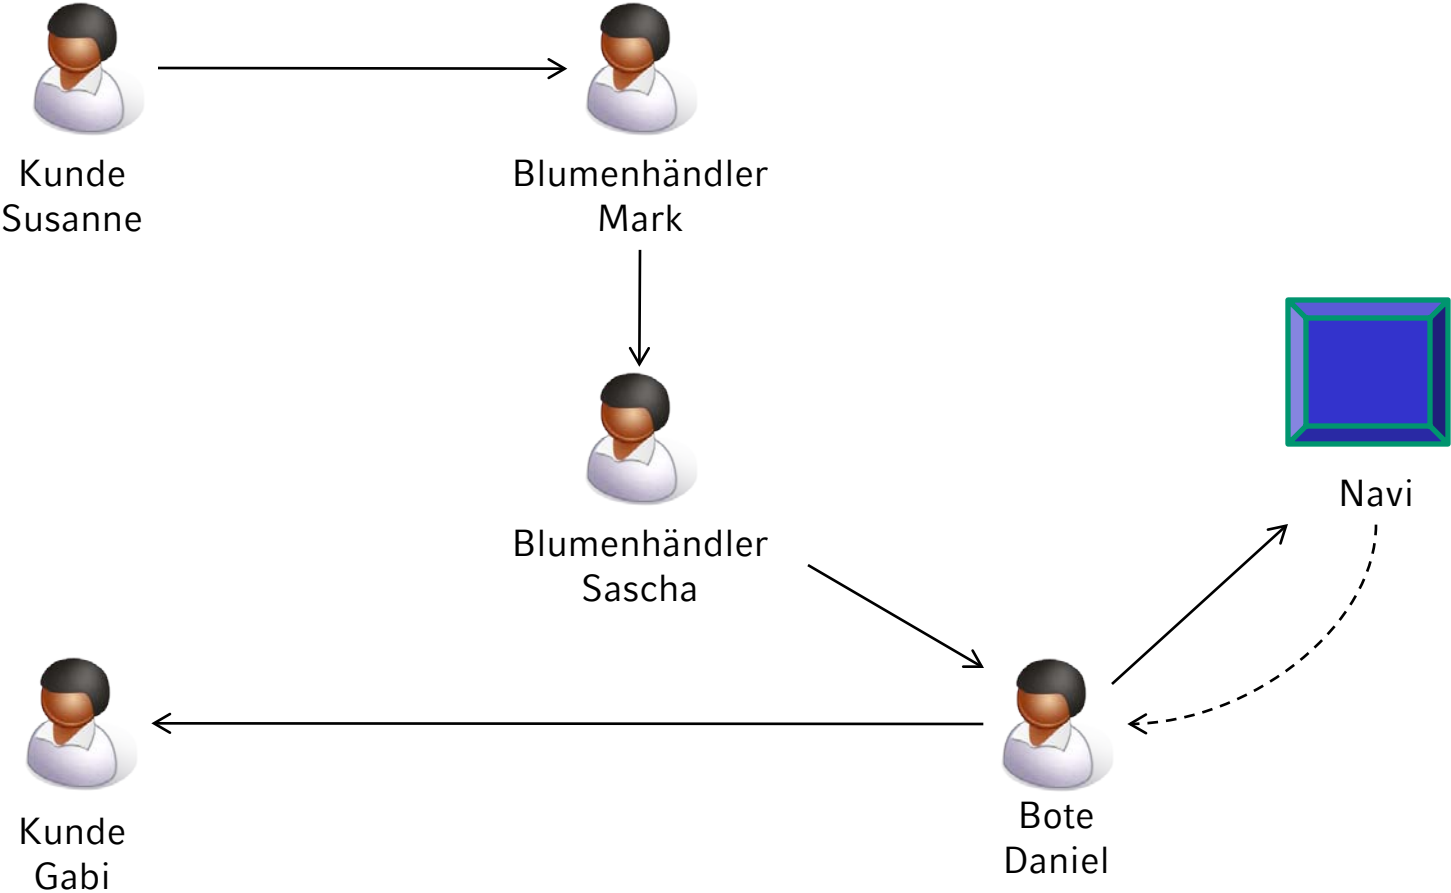 Kunde
Susanne
Blumenhändler
Mark
Blumenhändler
Sascha
Navi
Bote
Daniel
Kunde
Gabi